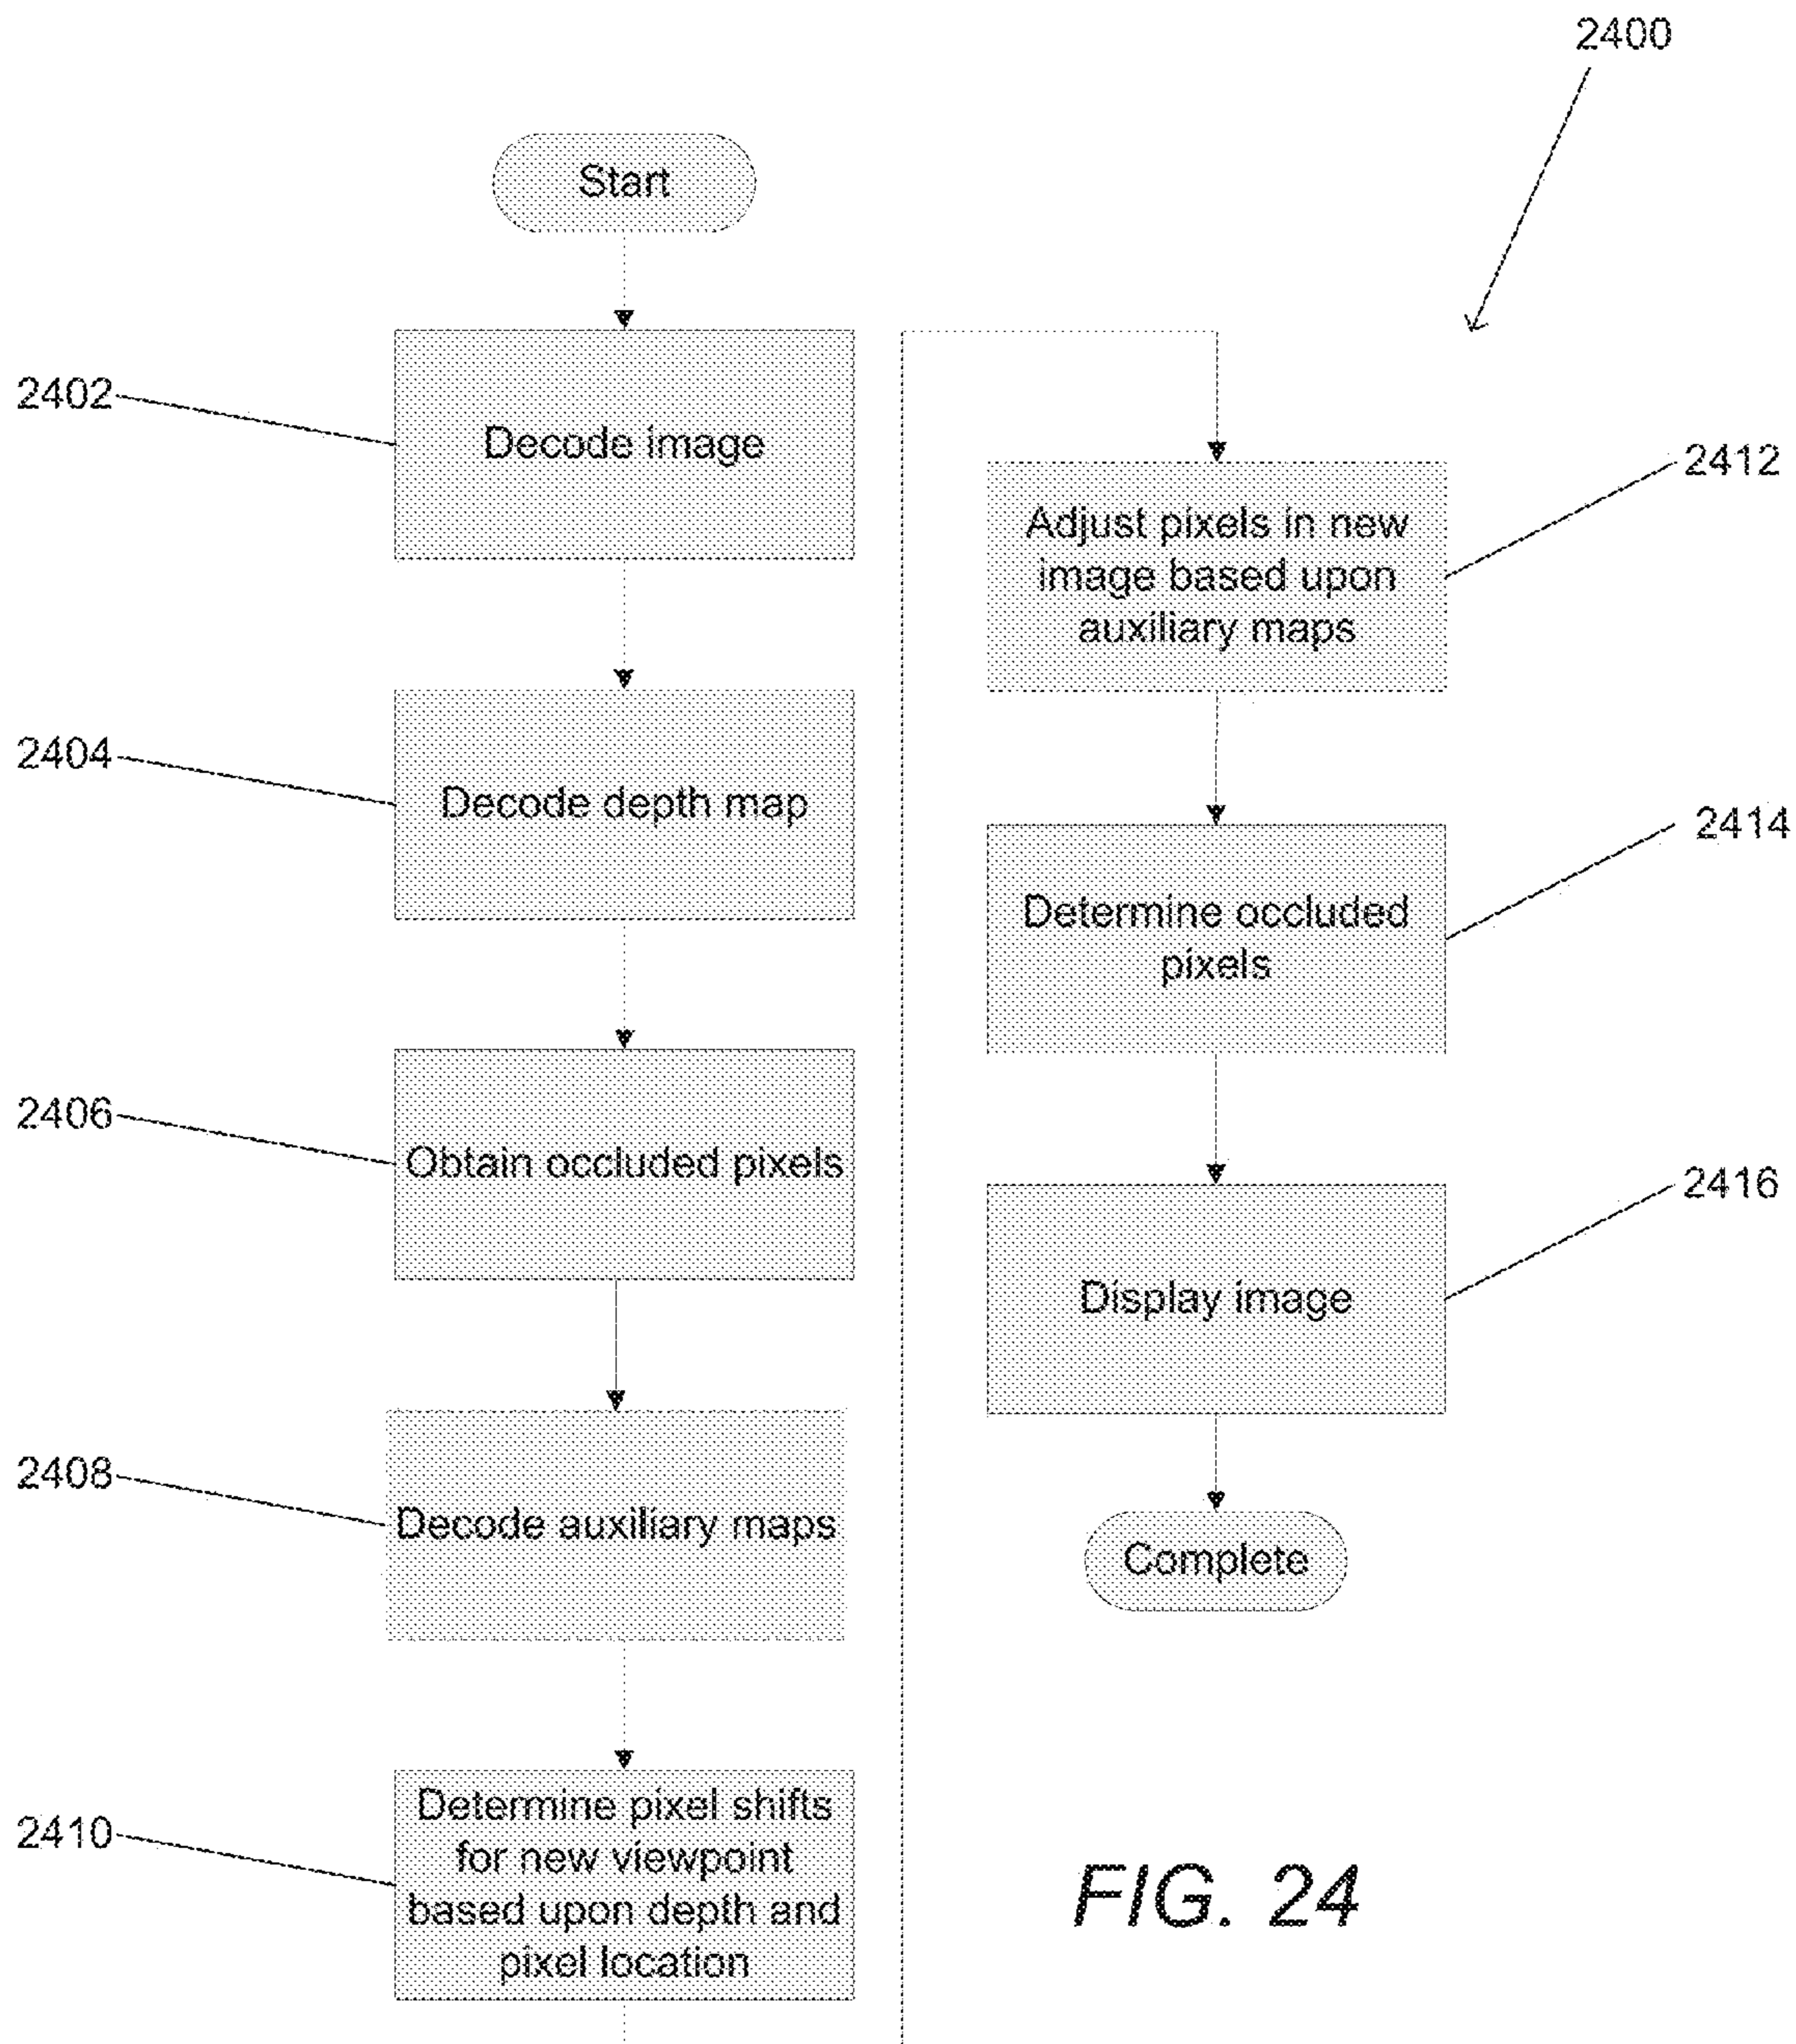 2400
Start
2402
Decode image
2404
Decode depth map
2406
Obtain occluded pixels
2408
Decode auxiliary maps
2410
Determine pixel shifts
for new viewpoint
based upon depth and
pixel location
2412
Adjust pixels in new
image based upon
auxiliary maps
2414
Determine occluded
pixels
2416
Display image
Complete
FIG. 24